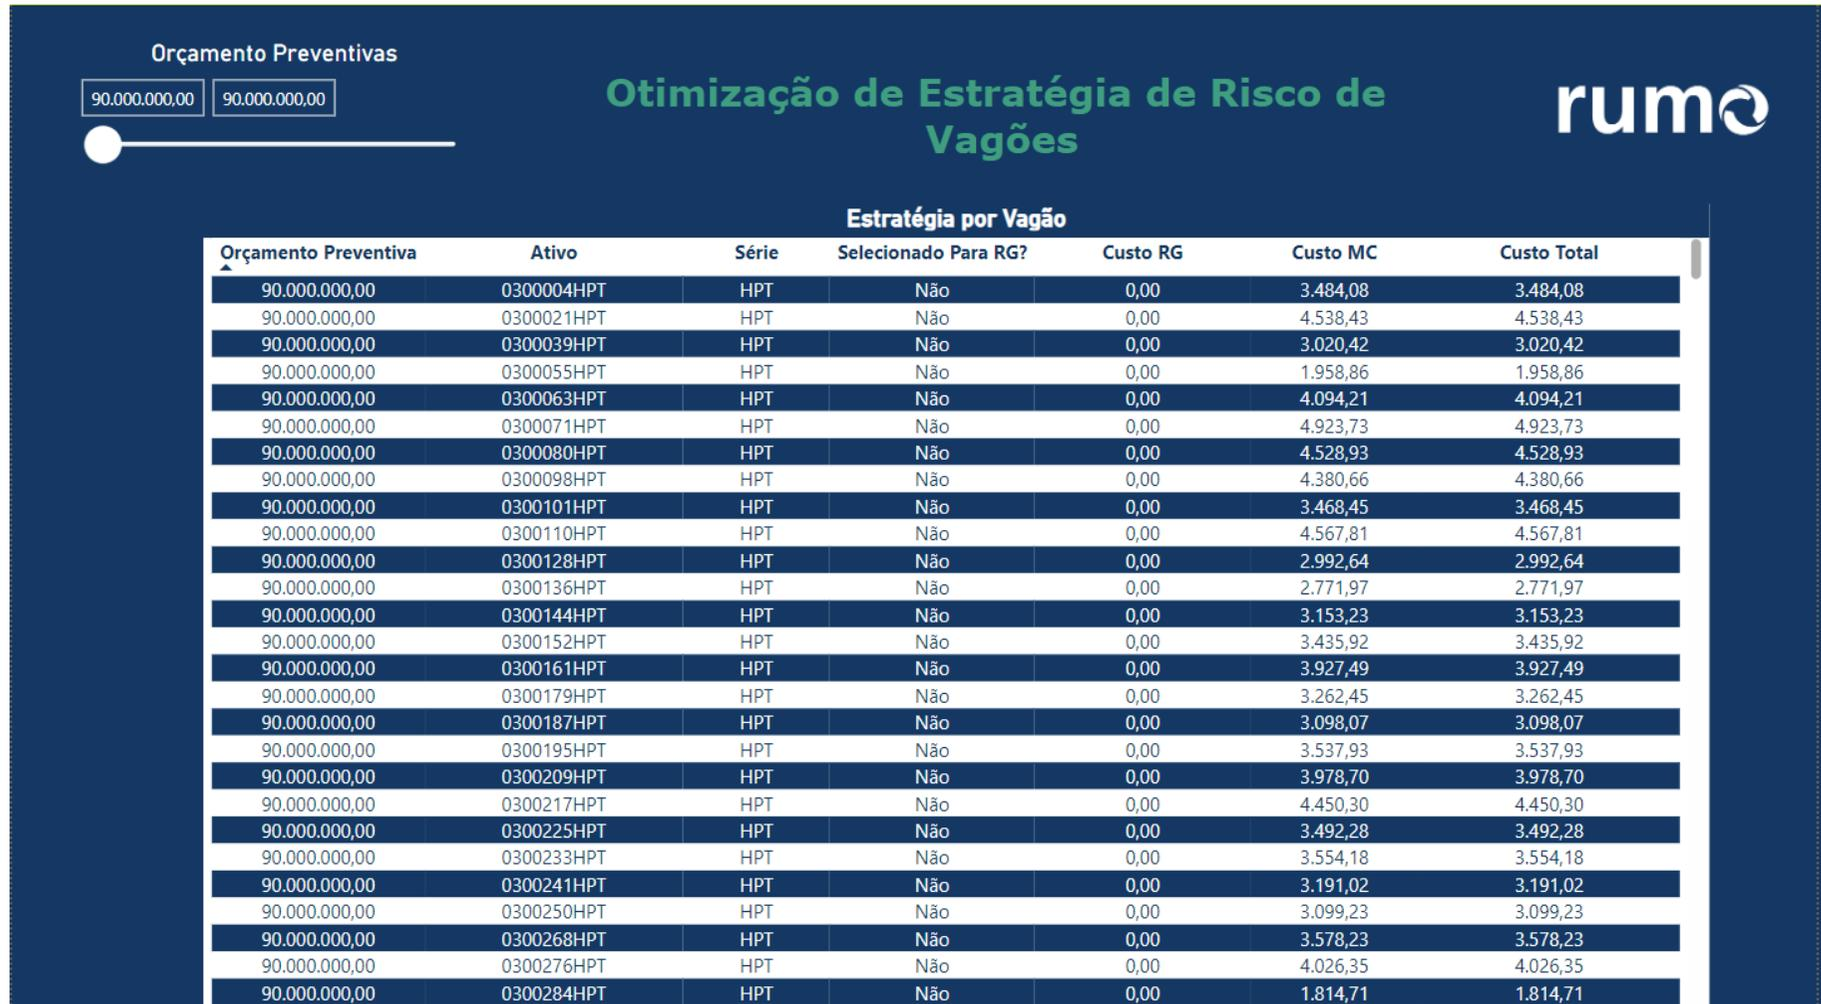 Orçamento Preventivas
90.000.000,00 90.000.000,00
Otimização de Estratégia de Risco de
Vagões
rumo
Estratégia por Vagão
Orçamento Preventiva Ativo Série Selecionado Para RG? Custo RG Custo MC Custo Total
90.000.000,00 0300004HPT HPT Não 0,00 3.484,08 3.484,08
90.000.000,00 0300021HPT HPT Não 0,00 4.538,43 4.538,43
90.000.000,00 0300039HPT HPT Não 0,00 3.020,42 3.020,42
90.000.000,00 0300055HPT HPT Não 0,00 1.958,86 1.958,86
90.000.000,00 0300063HPT HPT Não 0,00 4.094,21 4.094,21
90.000.000,00 0300071HPT HPT Não 0,00 4.923,73 4.923,73
90.000.000,00 0300080HPT HPT Não 0,00 4.528,93 4.528,93
90.000.000,00 0300098HPT HPT Não 0,00 4.380,66 4.380,66
90.000.000,00 0300101HPT HPT Não 0,00 3.468,45 3.468,45
90.000.000,00 0300110HPT HPT Não 0,00 4.567,81 4.567,81
90.000.000,00 0300128HPT HPT Não 0,00 2.992,64 2.992,64
90.000.000,00 0300136HPT HPT Não 0,00 2.771,97 2.771,97
90.000.000,00 0300144HPT HPT Não 0,00 3.153,23 3.153,23
90.000.000,00 0300152HPT HPT Não 0,00 3.435,92 3.435,92
90.000.000,00 0300161HPT HPT Não 0,00 3.927,49 3.927,49
90.000.000,00 0300179HPT HPT Não 0,00 3.262,45 3.262,45
90.000.000,00 0300187HPT HPT Não 0,00 3.098,07 3.098,07
90.000.000,00 0300195HPT HPT Não 0,00 3.537,93 3.537,93
90.000.000,00 0300209HPT HPT Não 0,00 3.978,70 3.978,70
90.000.000,00 0300217HPT HPT Não 0,00 4.450,30 4.450,30
90.000.000,00 0300225HPT HPT Não 0,00 3.492,28 3.492,28
90.000.000,00 0300233HPT HPT Não 0,00 3.554,18 3.554,18
90.000.000,00 0300241HPT HPT Não 0,00 3.191,02 3.191,02
90.000.000,00 0300250HPT HPT Não 0,00 3.099,23 3.099,23
90.000.000,00 0300268HPT HPT Não 0,00 3.578,23 3.578,23
90.000.000,00 0300276HPT HPT Não 0,00 4.026,35 4.026,35
90.000.000,00 0300284HPT HPT Não 0,00 1.814,71 1.814,71